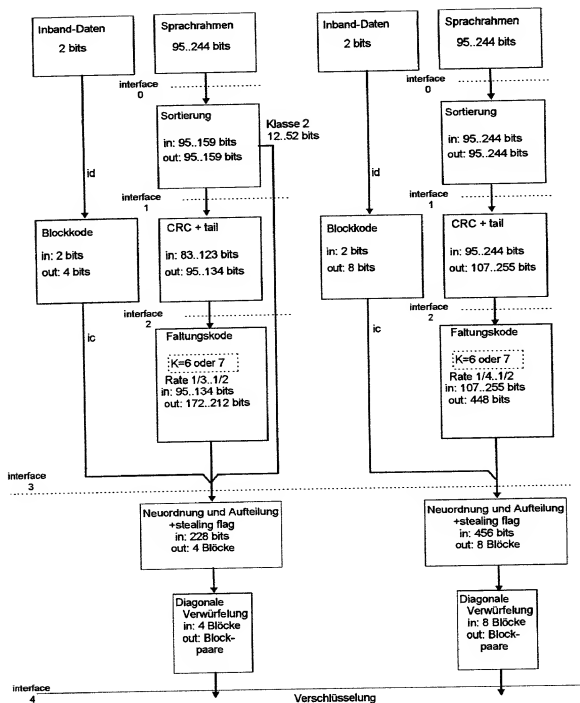 Inband-Daten
2 bits
Sprachrahmen
95..244 bits
interface
0
Sortierung
in: 95..159 bits
out: 95..159 bits
Klasse 2
12..52 bits
id
interface
1
Blockkode
in: 2 bits
out: 4 bits
CRC + tail
in: 83..123 bits
out: 95..134 bits
interface
2
ic
Faltungskode
K=6 oder 7
Rate 1/3..1/2
in: 95..134 bits
out: 172..212 bits
interface
3
Neuordnung und Aufteilung
+stealing flag
in: 228 bits
out: 4 Blöcke
Diagonale
Verwürfelung
in: 4 Blöcke
out: Block-
paare
interface
4
Inband-Daten
2 bits
Sprachrahmen
95..244 bits
interface
0
Sortierung
in: 95..244 bits
out: 95..244 bits
id
interface
1
Blockkode
in: 2 bits
out: 8 bits
CRC + tail
in: 95..244 bits
out: 107..255 bits
interface
2
ic
Faltungskode
K=6 oder 7
Rate 1/4..1/2
in: 107..255 bits
out: 448 bits
Neuordnung und Aufteilung
+stealing flag
in: 456 bits
out: 8 Blöcke
Diagonale
Verwürfelung
in: 8 Blöcke
out: Block-
paare
Verschlüsselung